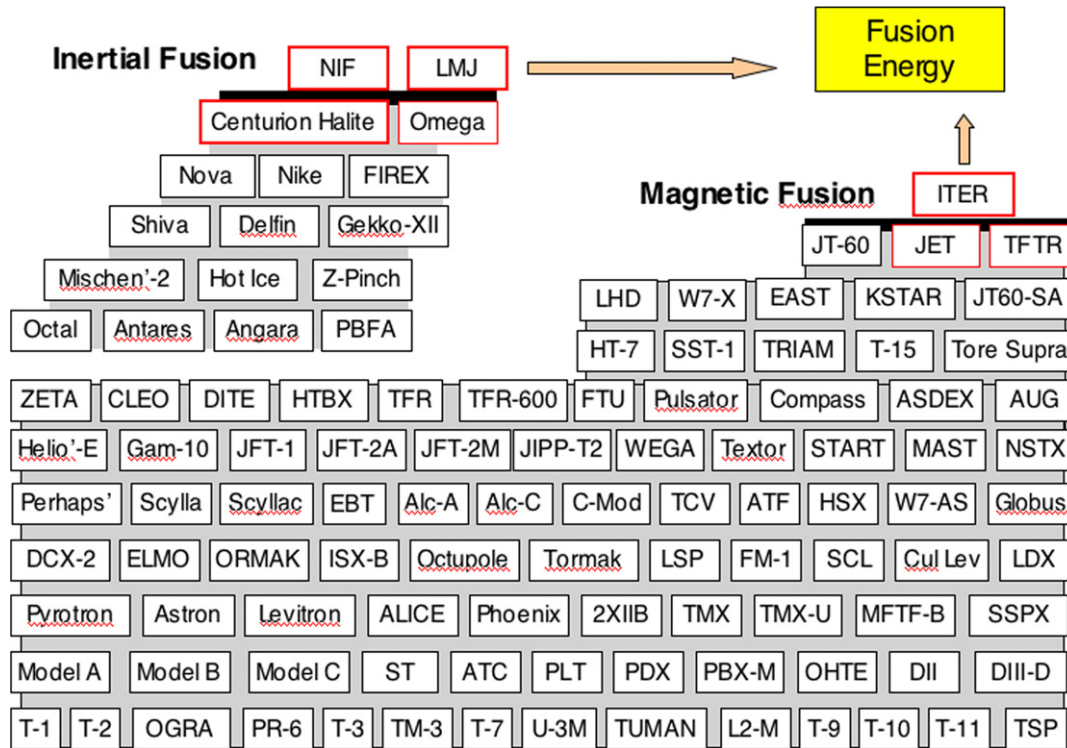 Fusion
Energy
Inertial Fusion
NIF LMJ
Centurion Halite Omega
Nova Nike FIREX
Magnetic Fusion
ITER
Shiva Delfin Gekko-XII
JT-60 JET TFTR
Mischen'-2 Hot Ice Z-Pinch
LHD W7-X EAST KSTAR JT60-SA
Octal Antares Angara PBFA
HT-7 SST-1 TRIAM T-15 Tore Supra
ZETA CLEO DITE HTBX TFR TFR-600 FTU Pulsator Compass ASDEX AUG
Helio'-E Gam-10 JFT-1 JFT-2A JFT-2M JIPP-T2 WEGA Textor START MAST NSTX
Perhaps' Scylla Scyllac EBT Alc-A Alc-C C-Mod TCV ATF HSX W7-AS Globus
DCX-2 ELMO ORMAK ISX-B Octupole Tormak LSP FM-1 SCL Cul Lev LDX
Pyrotron Astron Levitron ALICE Phoenix 2XIIB TMX TMX-U MFTF-B SSPX
Model A Model B Model C ST ATC PLT PDX PBX-M OHTE DII DIII-D
T-1 T-2 OGRA PR-6 T-3 TM-3 T-7 U-3M TUMAN L2-M T-9 T-10 T-11 TSP